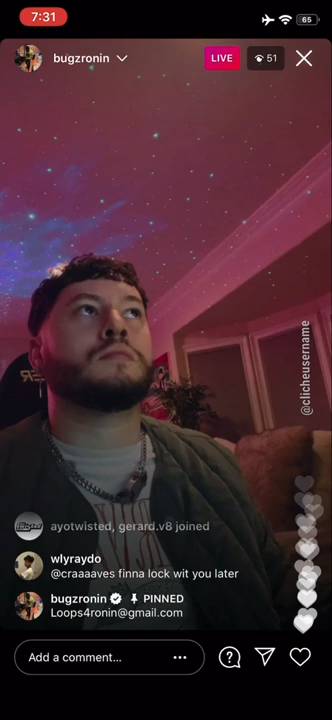 7:31
65
bugzronin
LIVE
51
@clicheusername
ayotwisted, gerard.v8 joined
wlyraydo
@craaaaves finna lock wit you later
bugzronin PINNED
Loops4ronin@gmail.com
Add a comment...